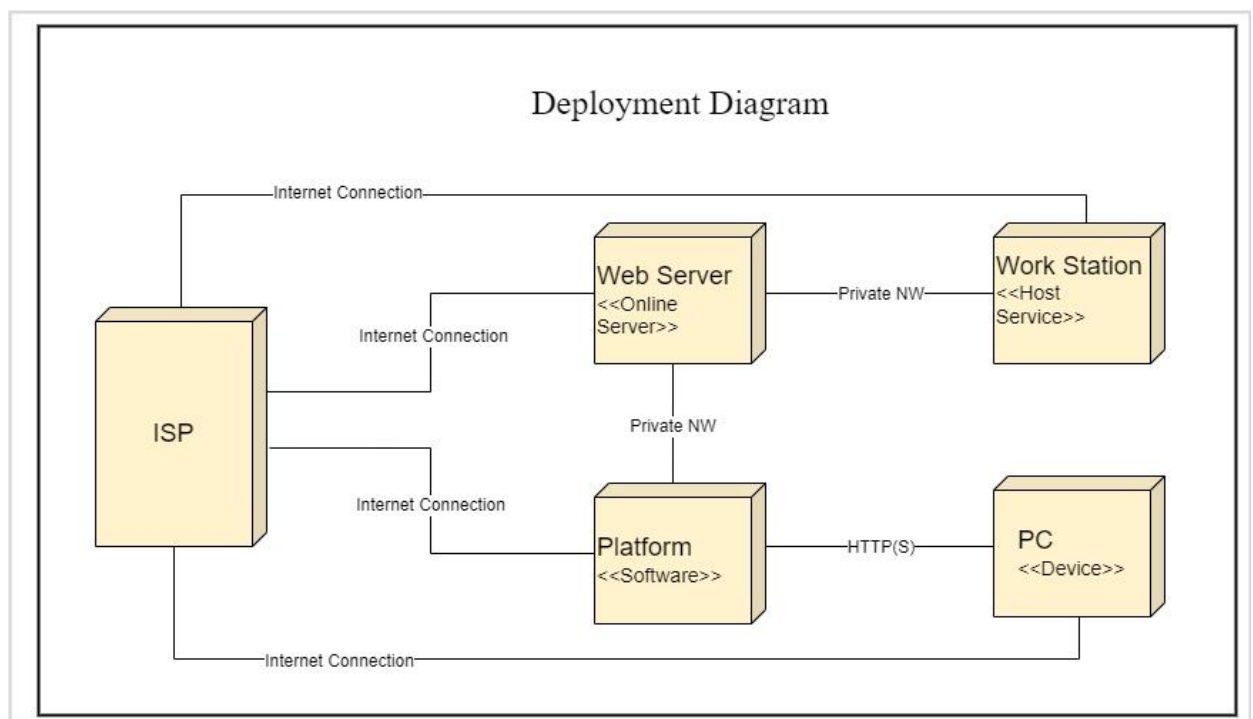 Deployment Diagram
Internet Connection
Web Server
<<Online
Server>>
Private NW
Work Station
<<Host
Service>>
Internet Connection
ISP
Private NW
Internet Connection
Platform
<<Software>>
HTTP(S)
PC
<<Device>>
Internet Connection